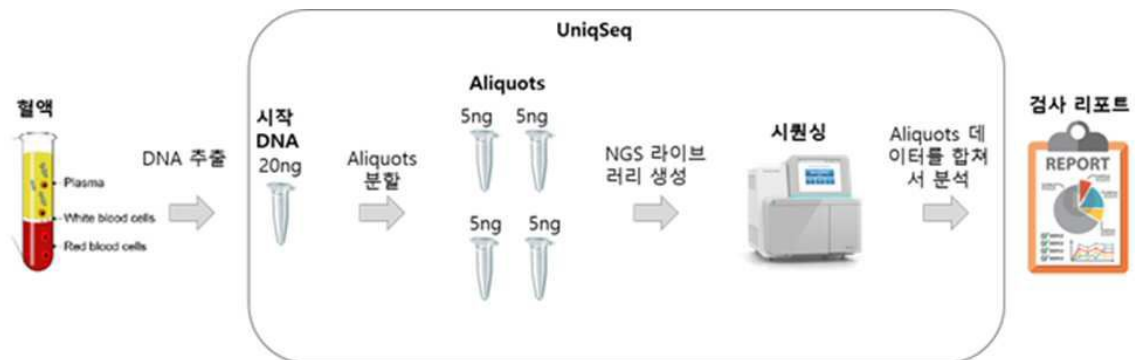 UniqSeq
혈액
Plasma
White blood cells
Red blood cells
DNA 추출
시작
DNA
20ng
Aliquots
분할
Aliquots
5ng 5ng
5ng 5ng
NGS 라이브
러리 생성
시퀀싱
Aliquots 데
이터를 합쳐
서 분석
검사 리포트
REPORT